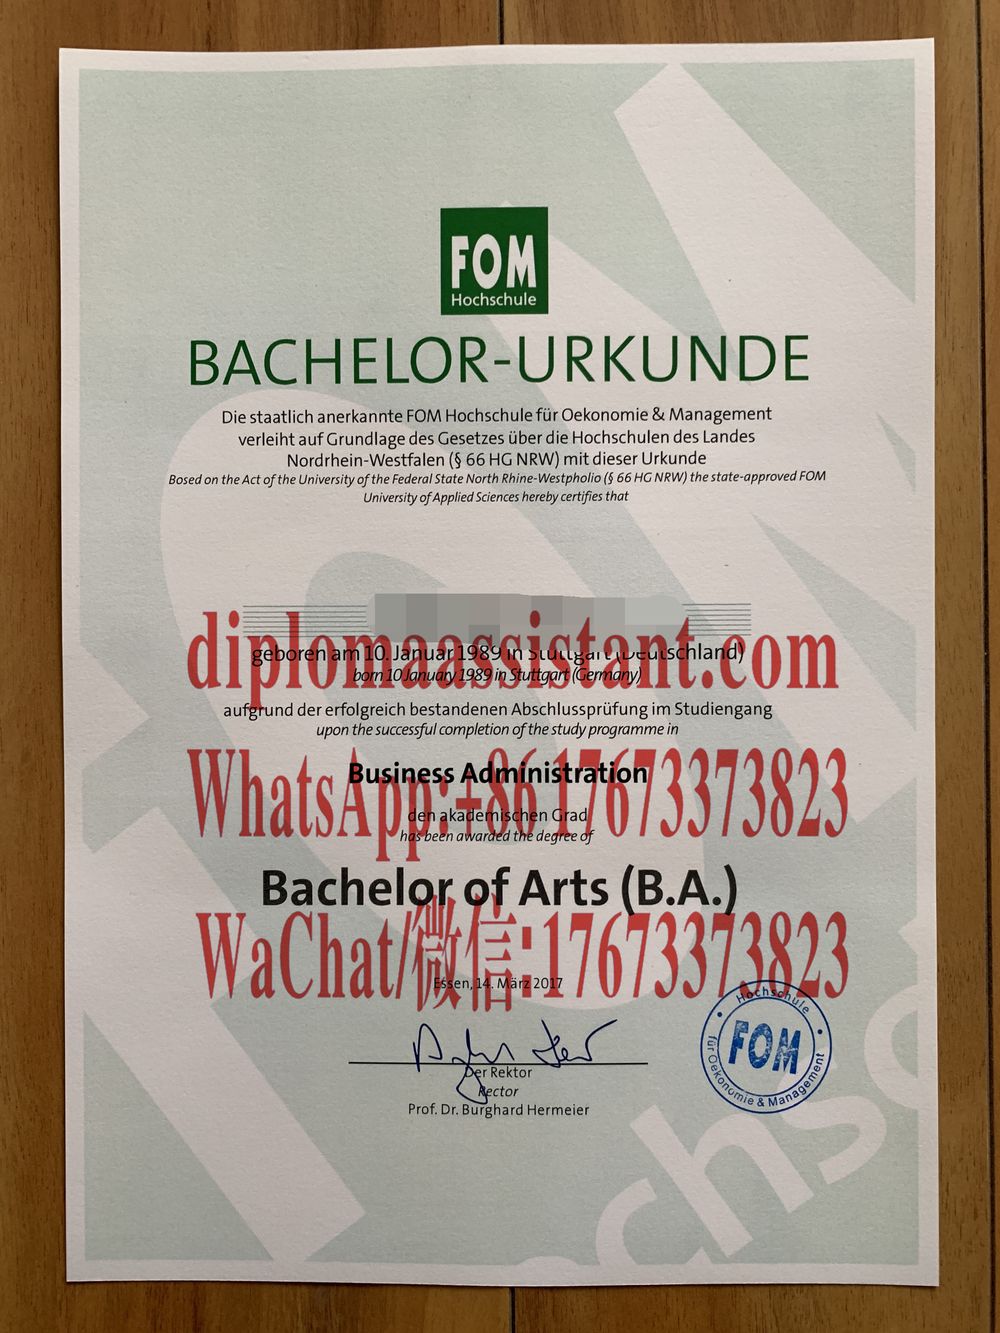 FOM
Hochschule
BACHELOR-URKUNDE
Die staatlich anerkannte FOM Hochschule für Oekonomie & Management
verleiht auf Grundlage des Gesetzes über die Hochschulen des Landes
Nordrhein-Westfalen (§ 66 HG NRW) mit dieser Urkunde
Bosed on the Act of the University of the Federal State North Rhine-Westpholio (§ 66 HG NRW) the state-approved FOM
University of Applied Sciences hereby certifies that
diplomaassistant.com
geboren am 10. Januar 1989 in Stuttgart (Deutschland)
born 10 January 1989 in Stuttgart (Germany)
aufgrund der erfolgreich bestandenen Abschlussprüfung im Studiengang
upon the successful completion of the study programme in
Business Administration
WhatsApp:+86 17673373823
den akademischen Grad
has been awarded the degree of
Bachelor of Arts (B.A.)
WaChat/微信:17673373823
Essen, 14. März 2017
Der Rektor
Rector
Prof. Dr. Burghard Hermeier
Hochschule
FOM
für Oekonomie & Management